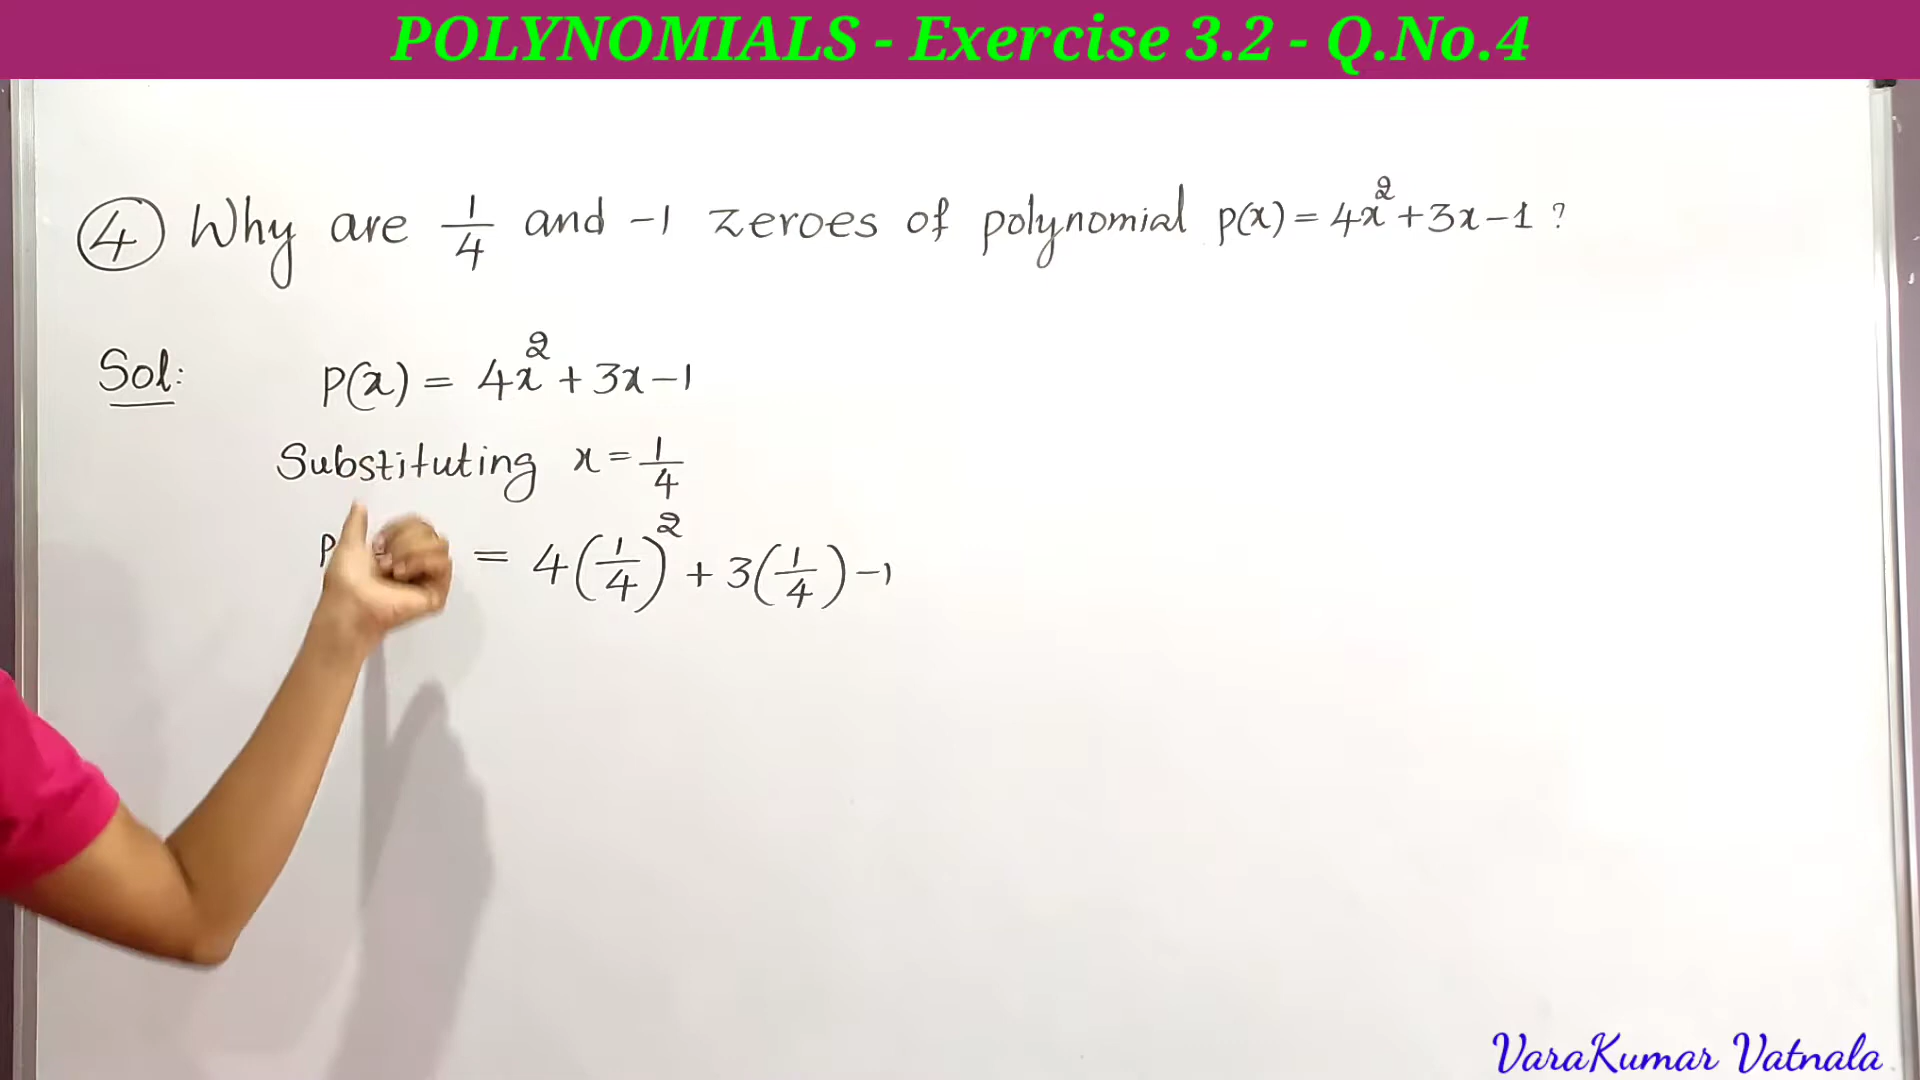 POLYNOMIALS - Exercise 3.2 - Q.No.4
④ Why are 1/4 and -1 zeroes of polynomial p(x) = 4x² + 3x - 1 ?
Sol: P(x) = 4x² + 3x - 1
Substituting x = 1/4
P = 4(1/4)² + 3(1/4) - 1
VaraKumar Vatnala